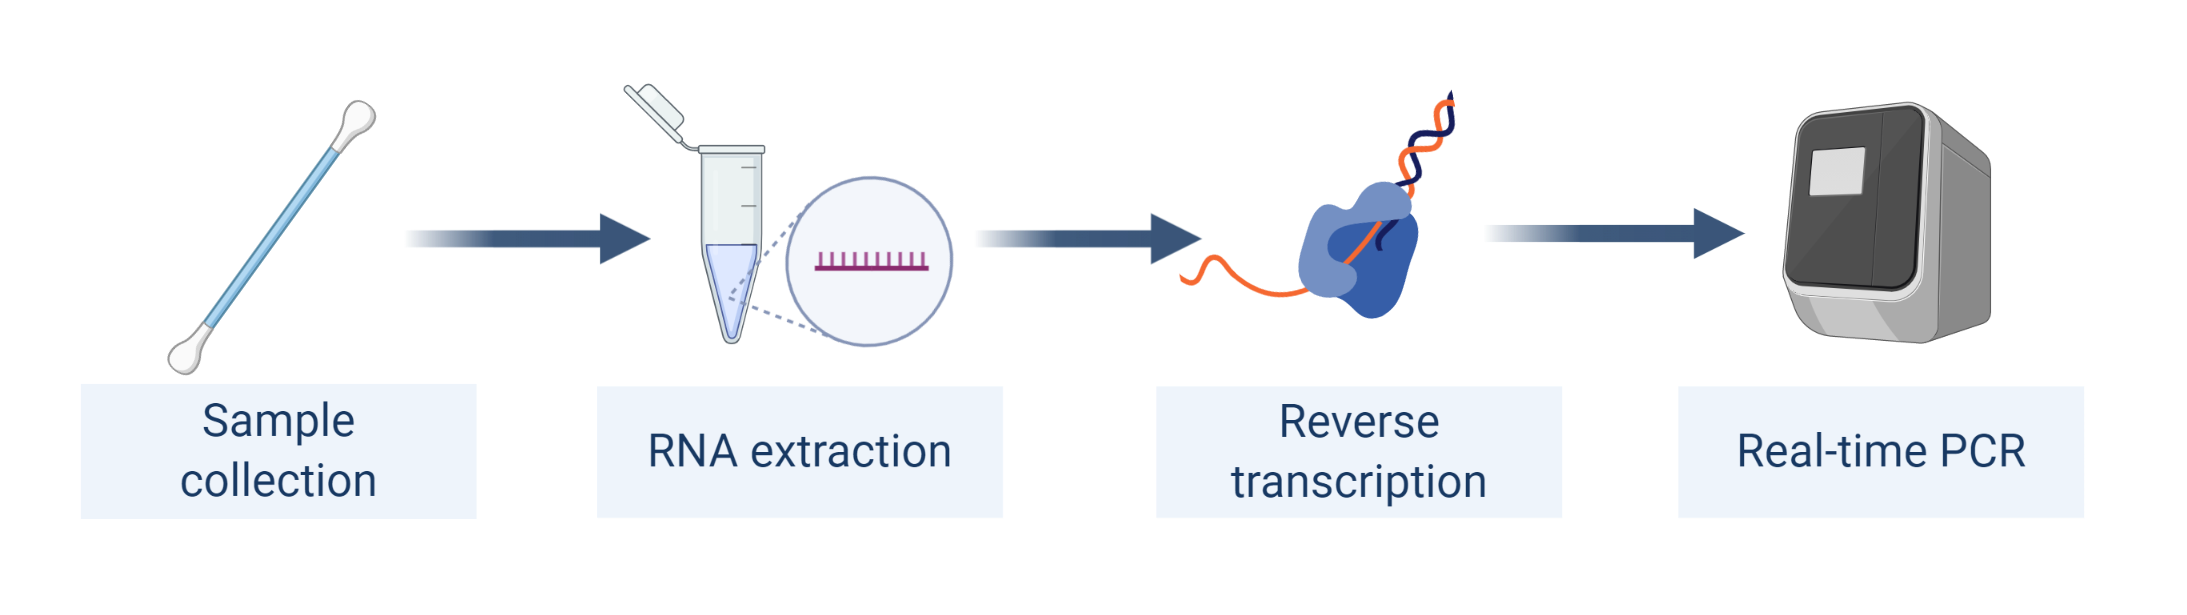 Sample
collection
RNA extraction
Reverse
transcription
Real-time PCR